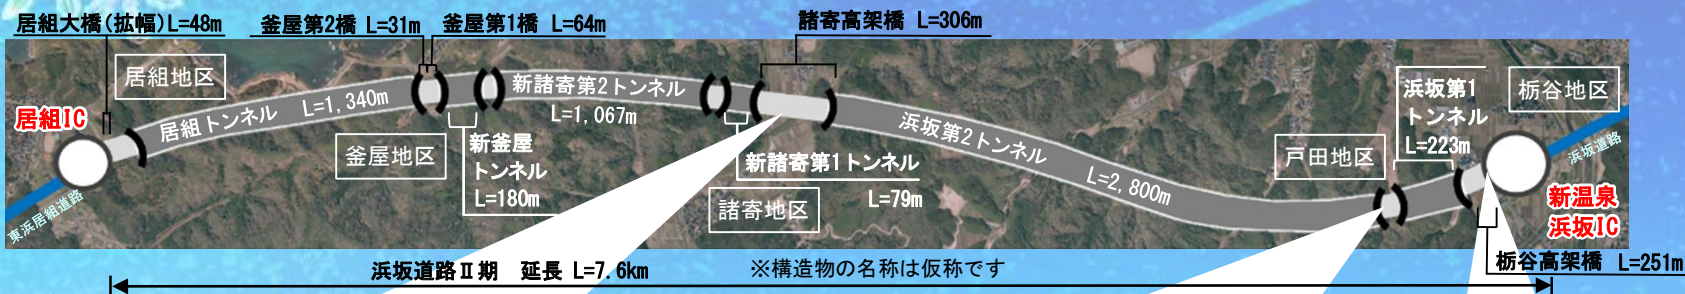 居組大橋(拡幅)L=48m
釜屋第2橋 L=31m
釜屋第1橋 L=64m
諸寄高架橋 L=306m
居組地区
居組IC
居組トンネル L=1,340m
新諸寄第2トンネル
L=1,067m
釜屋地区
新釜屋
トンネル
L=180m
新諸寄第1トンネル
L=79m
諸寄地区
浜坂第2トンネル
L=2,800m
戸田地区
浜坂第1
トンネル
L=223m
栃谷地区
浜坂道路
新温泉
浜坂IC
東浜居組道路
栃谷高架橋 L=251m
浜坂道路Ⅱ期 延長 L=7.6km
※構造物の名称は仮称です